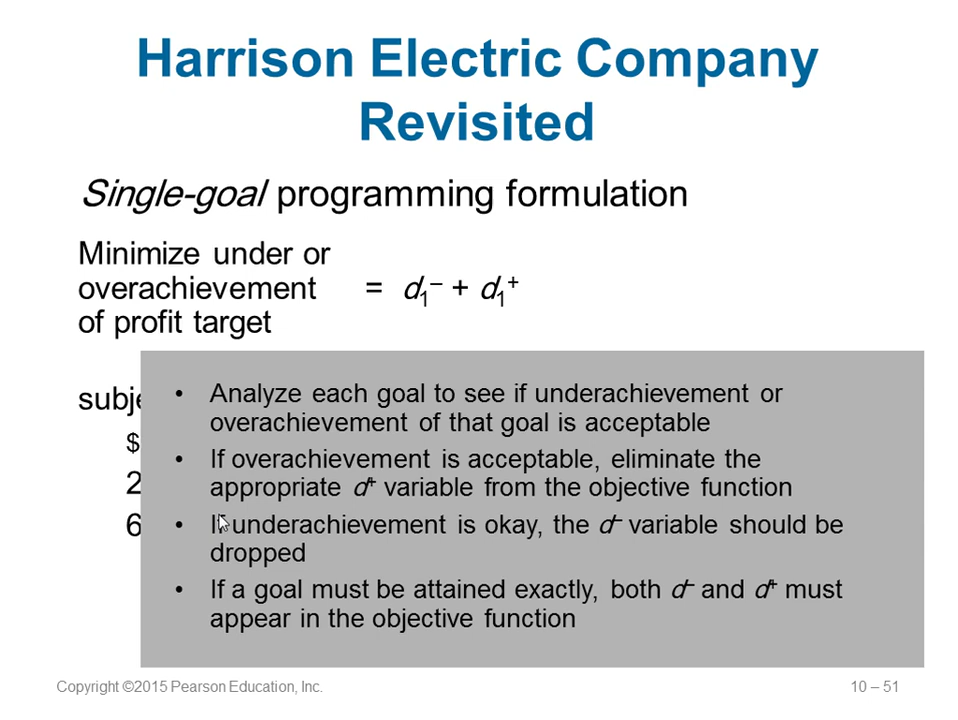 Harrison Electric Company
Revisited
Single-goal programming formulation
Minimize under or
overachievement = d₁⁻ + d₁⁺
of profit target
• Analyze each goal to see if underachievement or
overachievement of that goal is acceptable
• If overachievement is acceptable, eliminate the
appropriate d⁺ variable from the objective function
• If underachievement is okay, the d⁻ variable should be
dropped
• If a goal must be attained exactly, both d⁻ and d⁺ must
appear in the objective function
$
2
6
Copyright ©2015 Pearson Education, Inc. 10 – 51